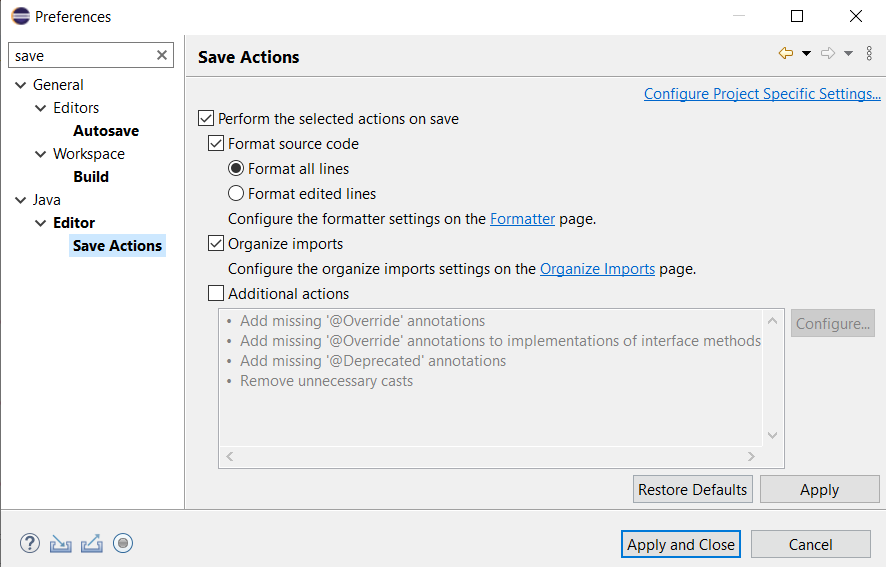 Preferences
save
General
Editors
Autosave
Workspace
Build
Java
Editor
Save Actions
Save Actions
Configure Project Specific Settings...
Perform the selected actions on save
Format source code
Format all lines
Format edited lines
Configure the formatter settings on the Formatter page.
Organize imports
Configure the organize imports settings on the Organize Imports page.
Additional actions
• Add missing '@Override' annotations
• Add missing '@Override' annotations to implementations of interface methods
• Add missing '@Deprecated' annotations
• Remove unnecessary casts
Configure...
Restore Defaults
Apply
Apply and Close
Cancel